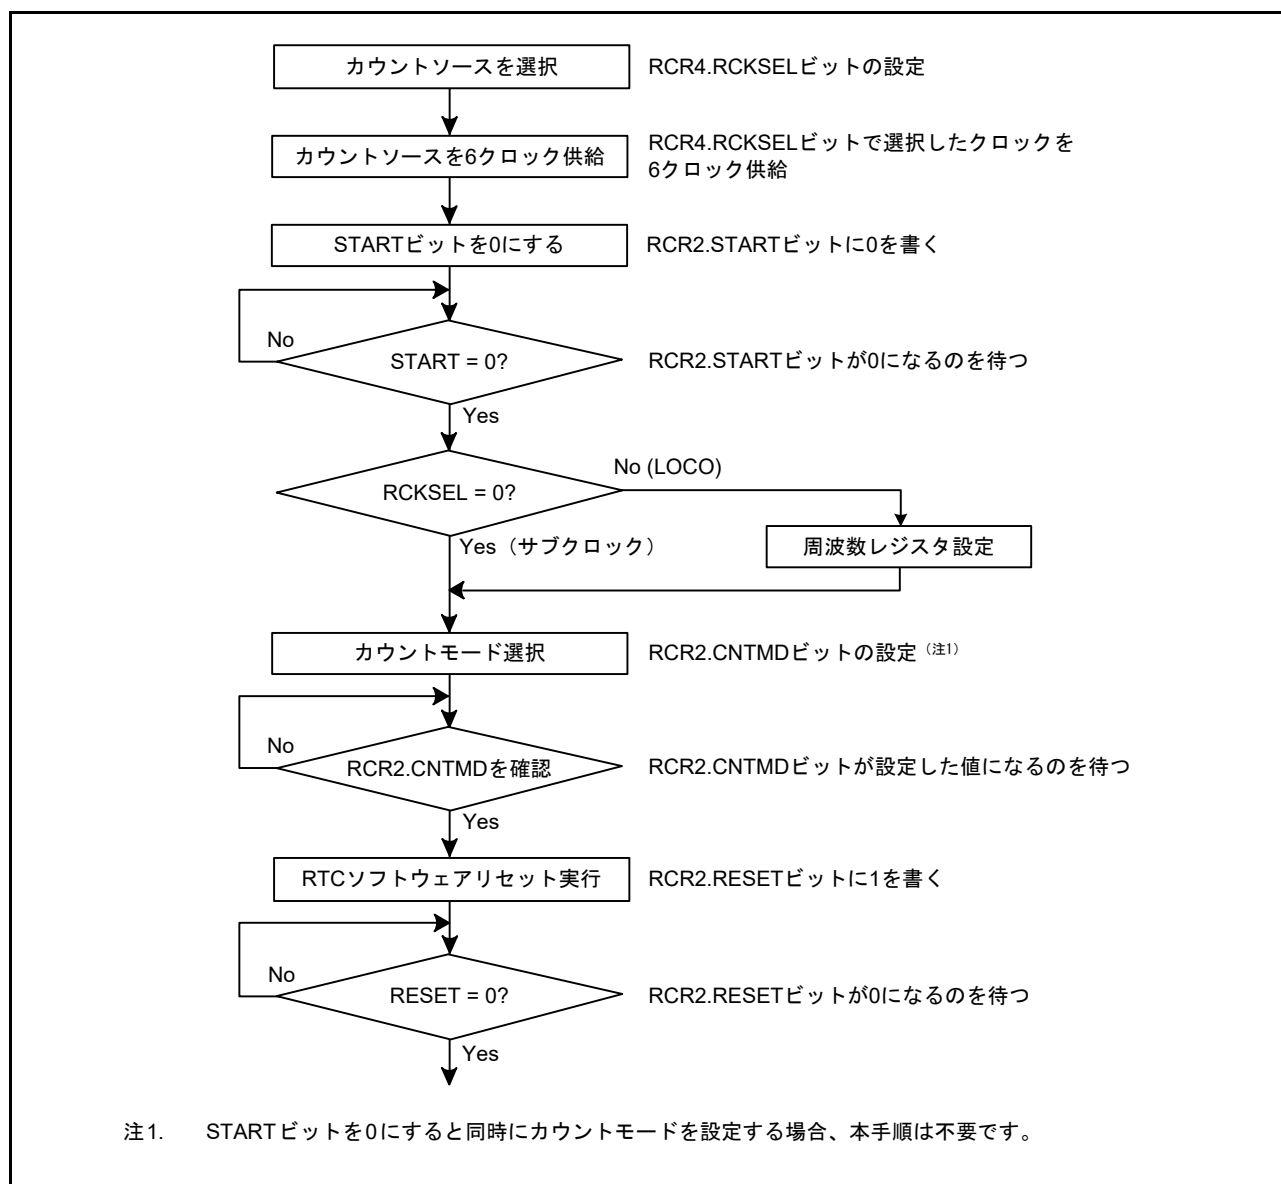 カウントソースを選択
RCR4.RCKSELビットの設定
カウントソースを6クロック供給
RCR4.RCKSELビットで選択したクロックを
6クロック供給
STARTビットを0にする
RCR2.STARTビットに0を書く
No
START = 0?
RCR2.STARTビットが0になるのを待つ
Yes
No (LOCO)
RCKSEL = 0?
Yes（サブクロック）
周波数レジスタ設定
カウントモード選択
RCR2.CNTMDビットの設定（注1）
No
RCR2.CNTMDを確認
RCR2.CNTMDビットが設定した値になるのを待つ
Yes
RTCソフトウェアリセット実行
RCR2.RESETビットに1を書く
No
RESET = 0?
RCR2.RESETビットが0になるのを待つ
Yes
注1. STARTビットを0にすると同時にカウントモードを設定する場合、本手順は不要です。